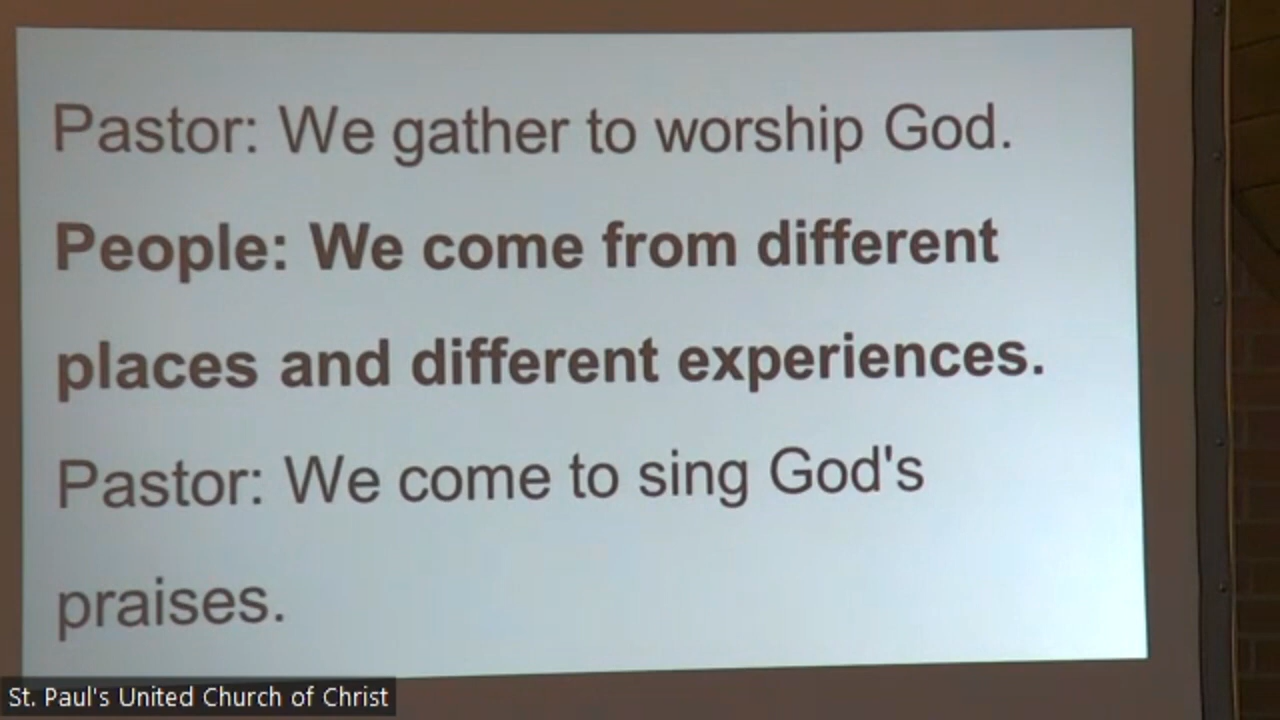 Pastor: We gather to worship God.
People: We come from different
places and different experiences.
Pastor: We come to sing God's
praises.
St. Paul's United Church of Christ